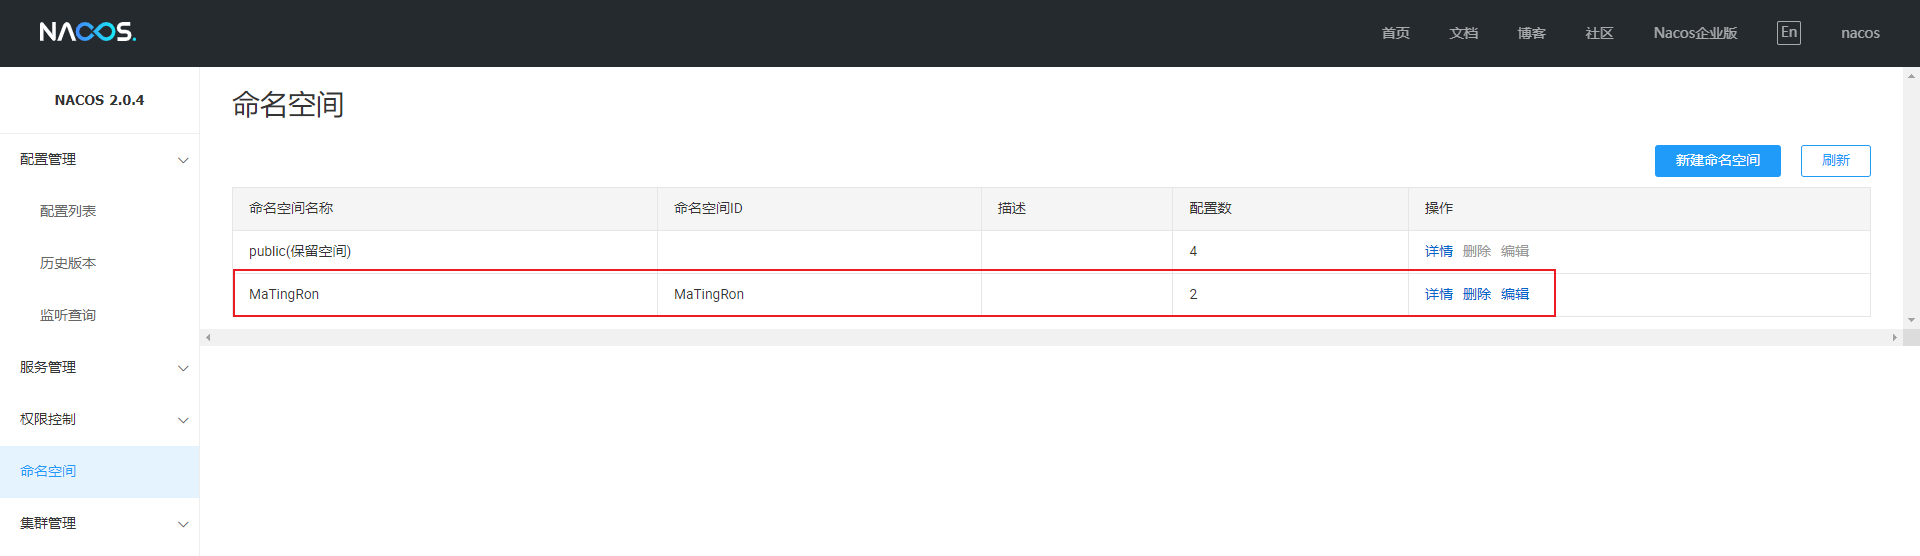 NACOS.
首页 文档 博客 社区 Nacos企业版 En nacos
NACOS 2.0.4
配置管理
配置列表
历史版本
监听查询
服务管理
权限控制
命名空间
集群管理
命名空间
新建命名空间 刷新
命名空间名称 命名空间ID 描述 配置数 操作
public(保留空间) 4 详情 删除 编辑
MaTingRon MaTingRon 2 详情 删除 编辑